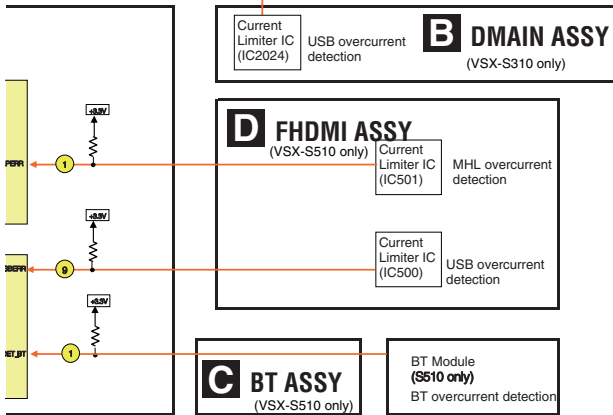 Current
Limiter IC
(IC2024)
USB overcurrent
detection
B DMAIN ASSY
(VSX-S310 only)
D FHDMI ASSY
(VSX-S510 only)
+3.3V
PERR
1
Current
Limiter IC
(IC501)
MHL overcurrent
detection
+3.3V
SBERR
9
Current
Limiter IC
(IC500)
USB overcurrent
detection
+3.3V
DET_BT
1
C BT ASSY
(VSX-S510 only)
BT Module
(S510 only)
BT overcurrent detection